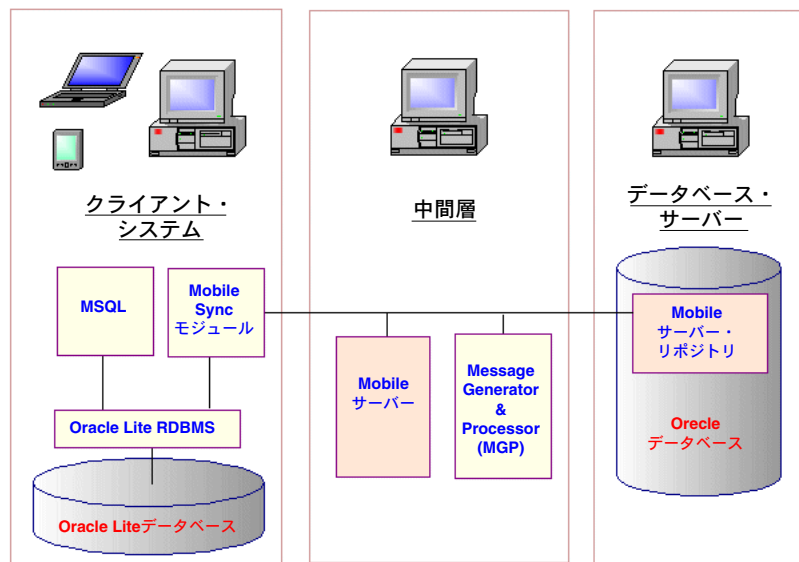 クライアント・
システム
中間層
データベース・
サーバー
MSQL
Mobile
Sync
モジュール
Oracle Lite RDBMS
Oracle Liteデータベース
Mobile
サーバー
Message
Generator
&
Processor
(MGP)
Mobile
サーバー・
リポジトリ
Orecle
データベース